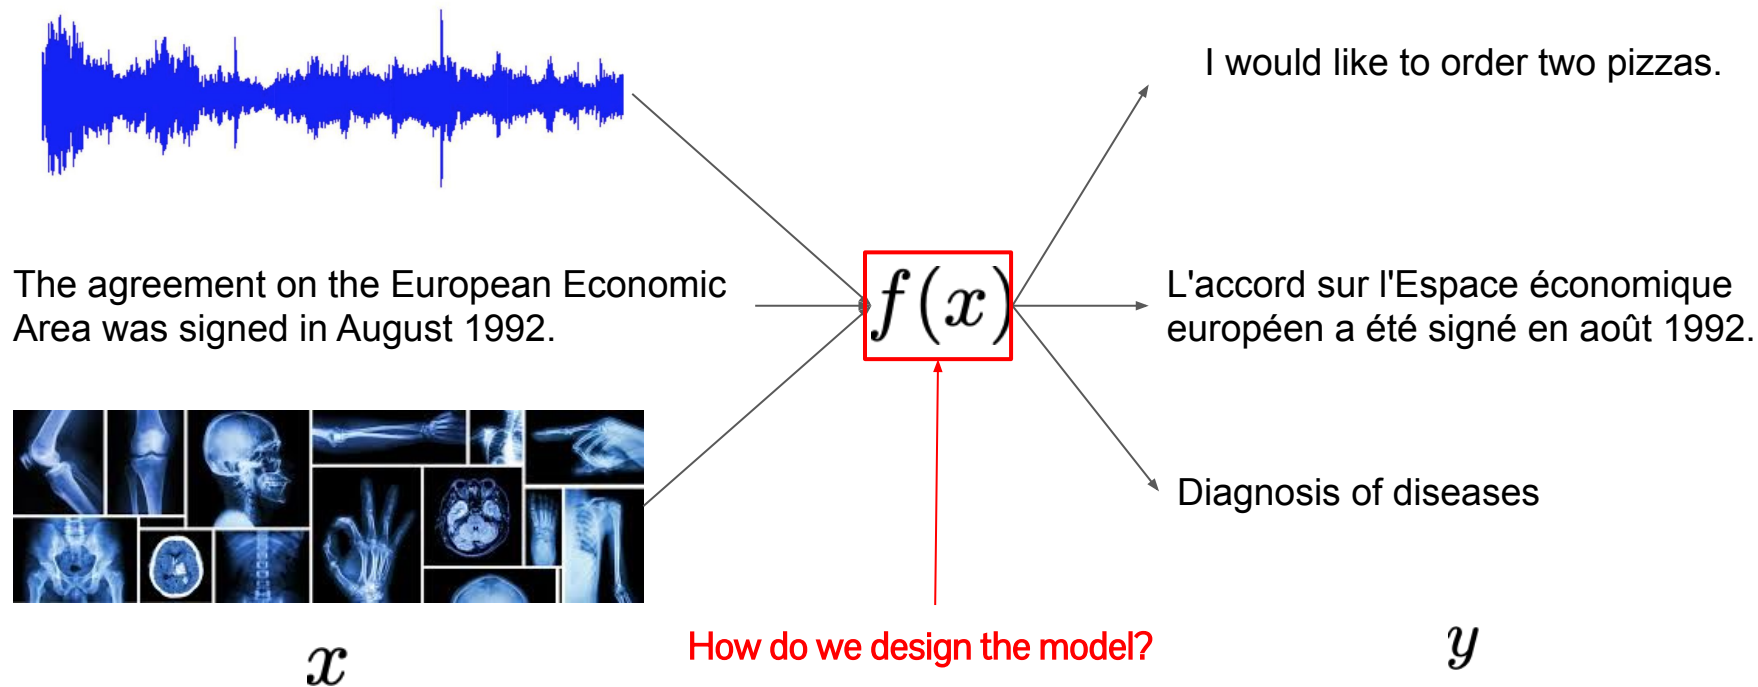 I would like to order two pizzas.
The agreement on the European Economic
Area was signed in August 1992.
f(x)
L'accord sur l'Espace économique
européen a été signé en août 1992.
Diagnosis of diseases
How do we design the model?
x
y